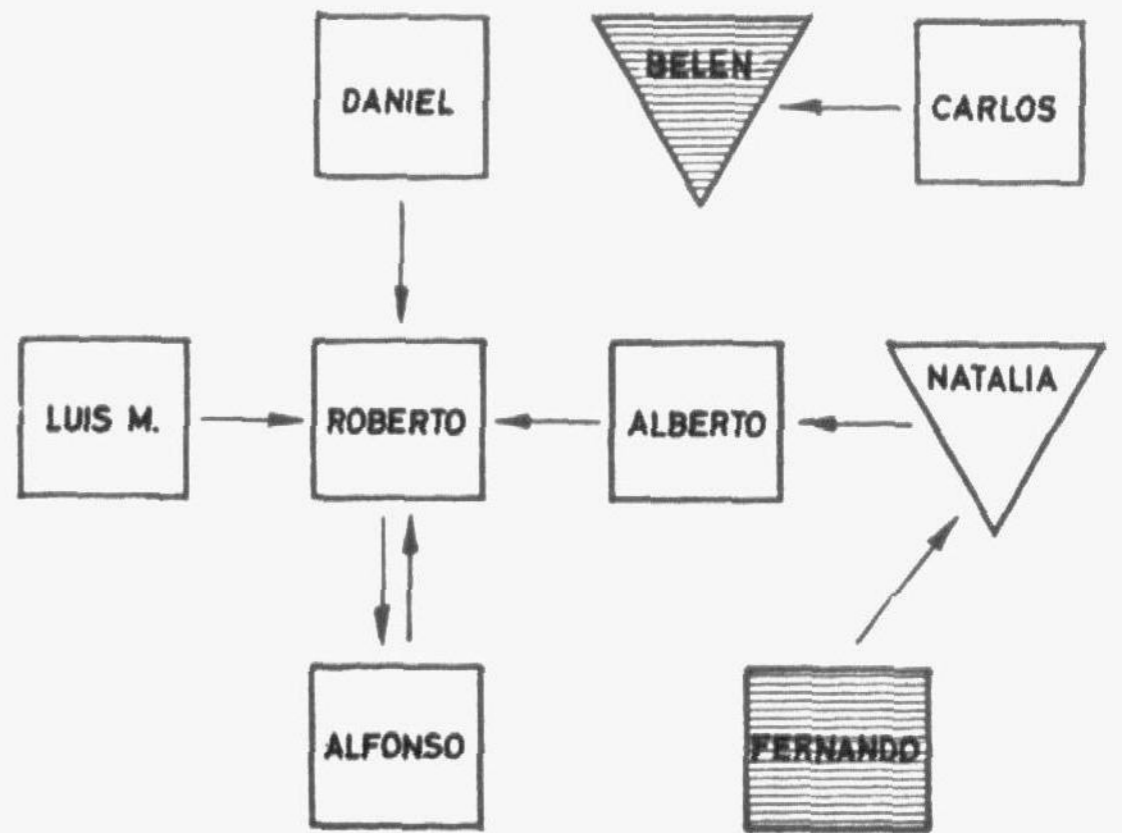 DANIEL
BELEN
CARLOS
LUIS M.
ROBERTO
ALBERTO
NATALIA
ALFONSO
FERNANDO